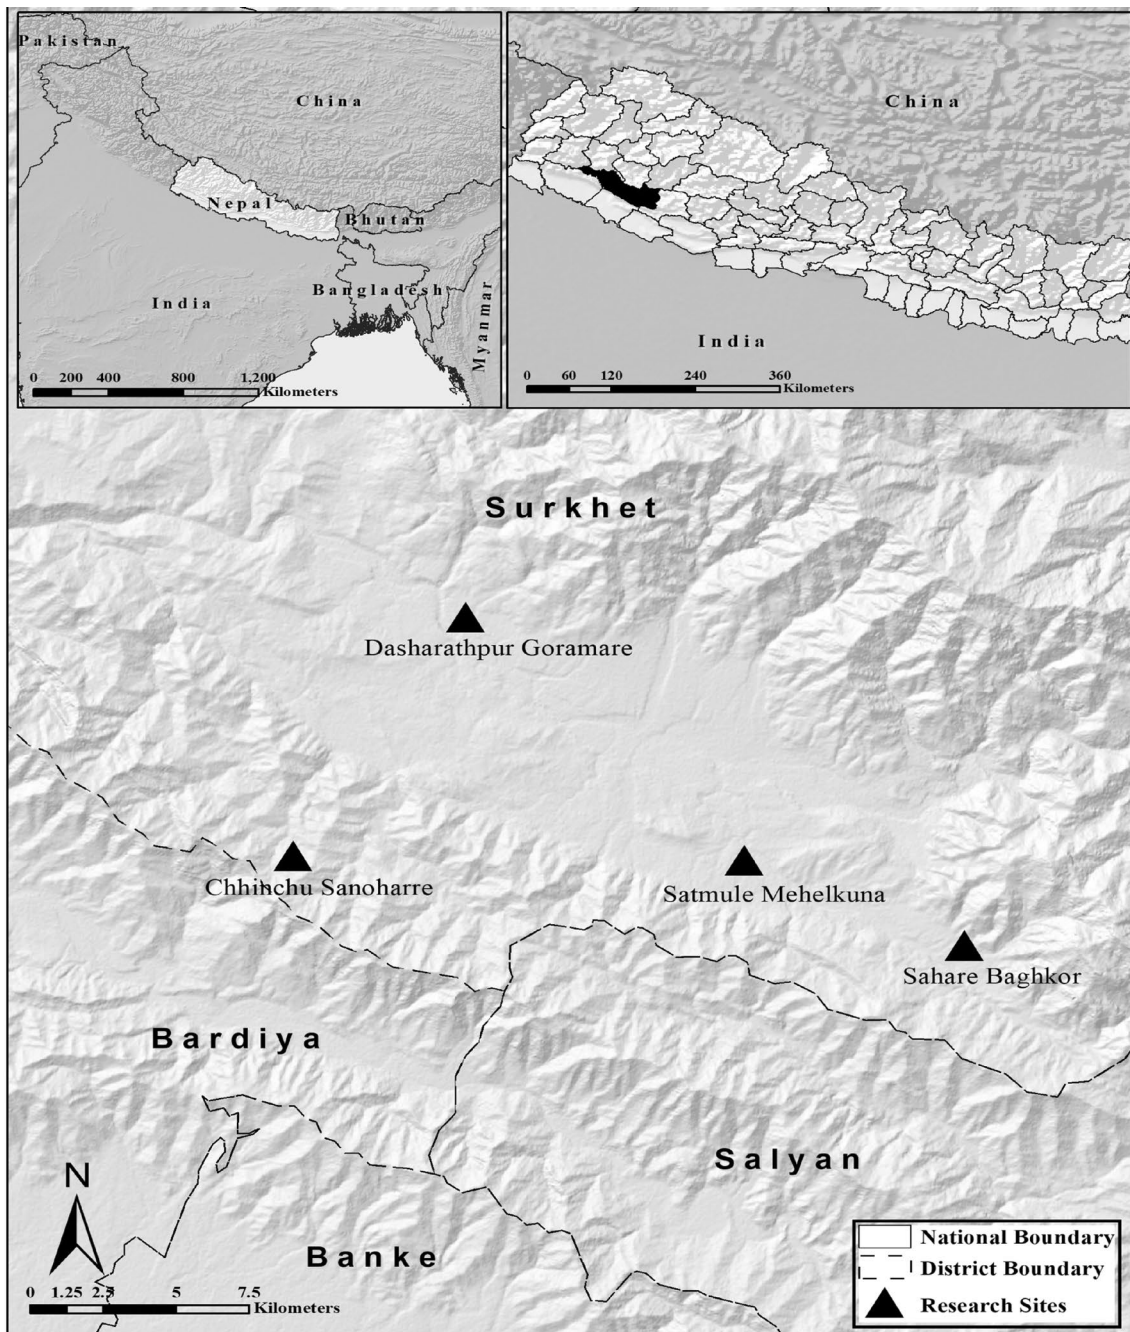 Pakistan
China
Nepal
Bhutan
India
Bangladesh
Myanmar
0 200 400 800 1,200
Kilometers
China
India
0 60 120 240 360
Kilometers
Surkhet
Dasharathpur Goramare
Chhinchu Sanoharre
Satmule Mehelkuna
Sahare Baghkor
Bardiya
Salyan
Banke
N
0 1.25 2.5 5 7.5
Kilometers
National Boundary
District Boundary
Research Sites